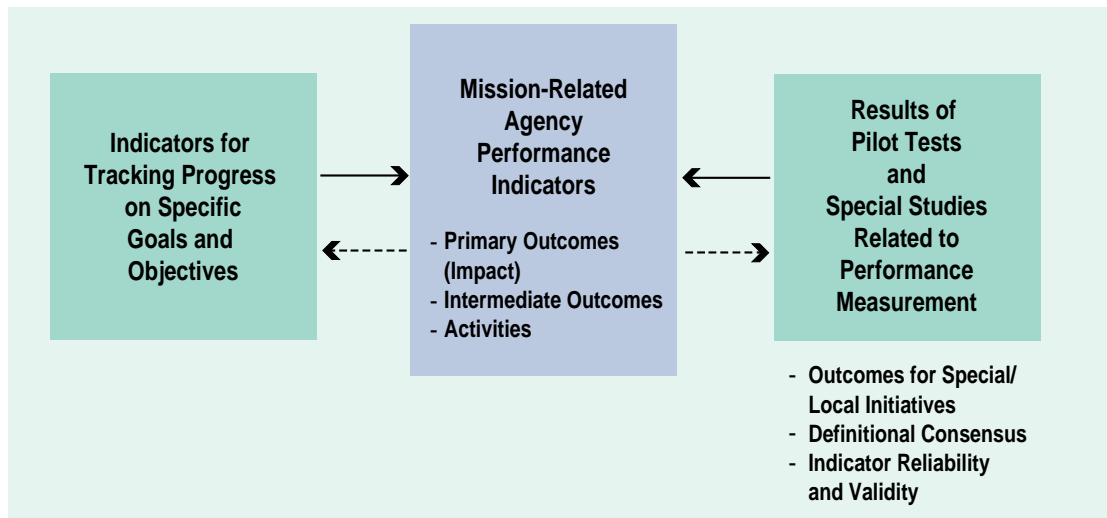 Indicators for
Tracking Progress
on Specific
Goals and
Objectives
Mission-Related
Agency
Performance
Indicators
- Primary Outcomes
(Impact)
- Intermediate Outcomes
- Activities
Results of
Pilot Tests
and
Special Studies
Related to
Performance
Measurement
- Outcomes for Special/
Local Initiatives
- Definitional Consensus
- Indicator Reliability
and Validity